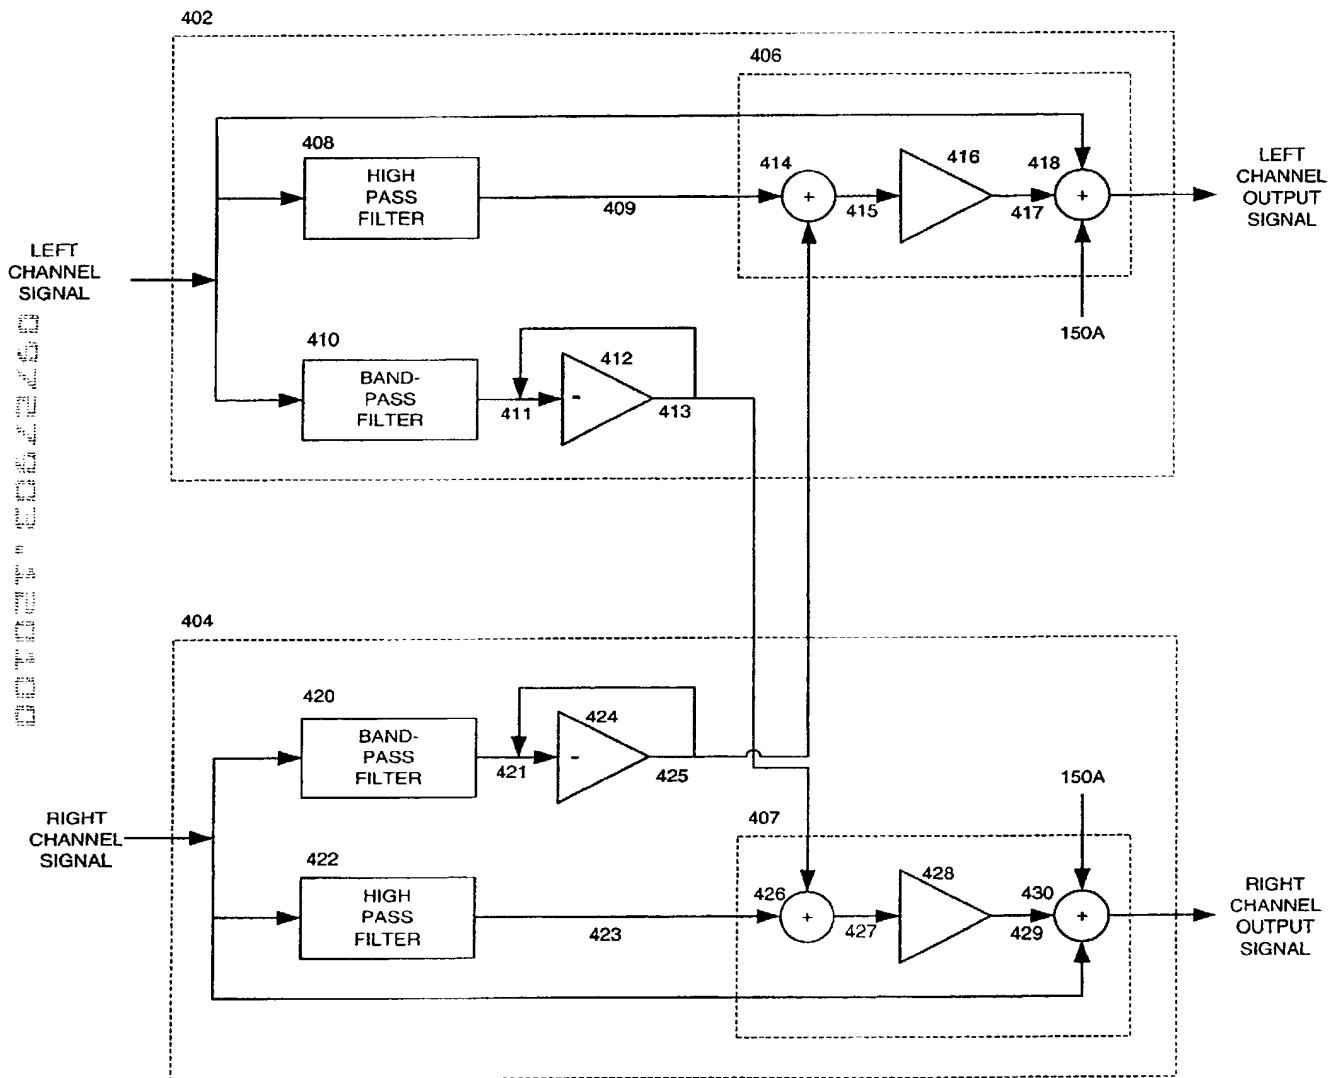 402
406
408
HIGH
PASS
FILTER
409
414
+
415
416
417
418
+
LEFT
CHANNEL
OUTPUT
SIGNAL
LEFT
CHANNEL
SIGNAL
150A
410
BAND-
PASS
FILTER
411
412
-
413
404
420
BAND-
PASS
FILTER
421
424
-
425
150A
RIGHT
CHANNEL
SIGNAL
407
422
HIGH
PASS
FILTER
423
426
+
427
428
429
430
+
RIGHT
CHANNEL
OUTPUT
SIGNAL